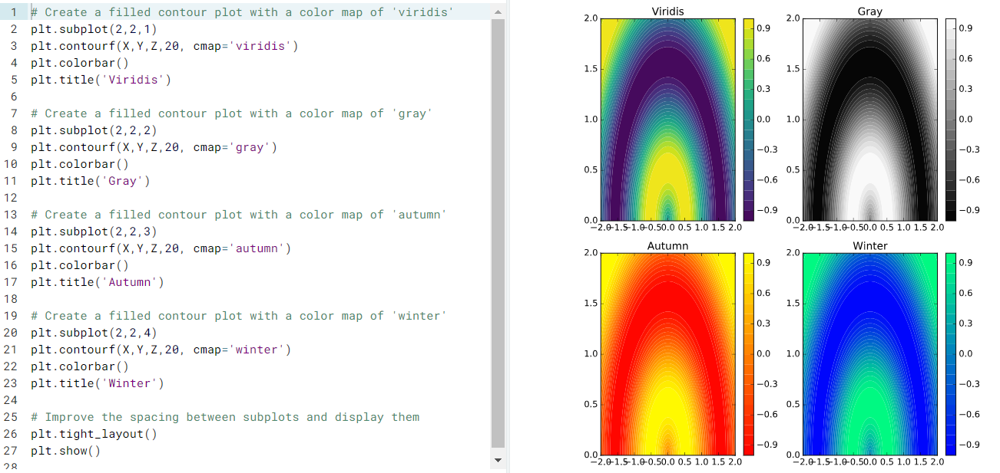 1 # Create a filled contour plot with a color map of 'viridis'
2 plt.subplot(2,2,1)
3 plt.contourf(X,Y,Z,20, cmap='viridis')
4 plt.colorbar()
5 plt.title('Viridis')
6
7 # Create a filled contour plot with a color map of 'gray'
8 plt.subplot(2,2,2)
9 plt.contourf(X,Y,Z,20, cmap='gray')
10 plt.colorbar()
11 plt.title('Gray')
12
13 # Create a filled contour plot with a color map of 'autumn'
14 plt.subplot(2,2,3)
15 plt.contourf(X,Y,Z,20, cmap='autumn')
16 plt.colorbar()
17 plt.title('Autumn')
18
19 # Create a filled contour plot with a color map of 'winter'
20 plt.subplot(2,2,4)
21 plt.contourf(X,Y,Z,20, cmap='winter')
22 plt.colorbar()
23 plt.title('Winter')
24
25 # Improve the spacing between subplots and display them
26 plt.tight_layout()
27 plt.show()
28
Viridis
2.0
1.5
1.0
0.5
0.0
−2.0−1.5−1.0−0.50.0 0.5 1.0 1.5 2.0
0.9
0.6
0.3
0.0
−0.3
−0.6
−0.9
Gray
2.0
1.5
1.0
0.5
0.0
−2.0−1.5−1.0−0.50.0 0.5 1.0 1.5 2.0
0.9
0.6
0.3
0.0
−0.3
−0.6
−0.9
Autumn
2.0
1.5
1.0
0.5
0.0
−2.0−1.5−1.0−0.50.0 0.5 1.0 1.5 2.0
0.9
0.6
0.3
0.0
−0.3
−0.6
−0.9
Winter
2.0
1.5
1.0
0.5
0.0
−2.0−1.5−1.0−0.50.0 0.5 1.0 1.5 2.0
0.9
0.6
0.3
0.0
−0.3
−0.6
−0.9